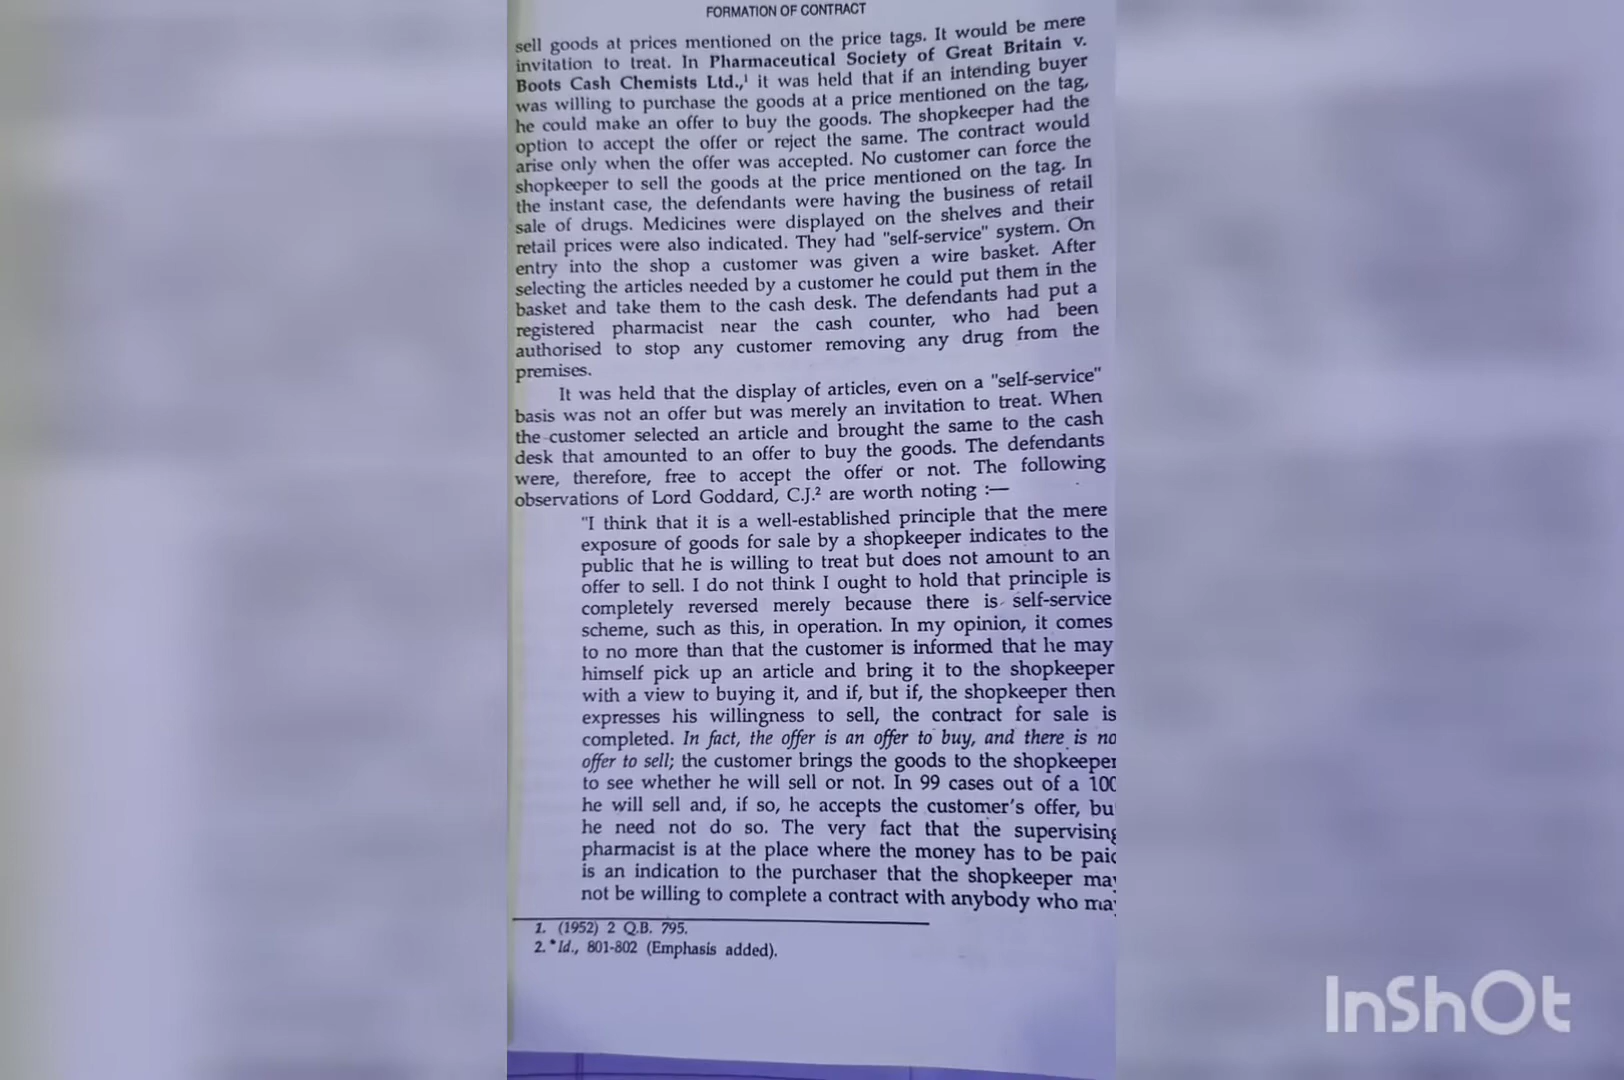 FORMATION OF CONTRACT
sell goods at prices mentioned on the price tags. It would be mere
invitation to treat. In Pharmaceutical Society of Great Britain v.
Boots Cash Chemists Ltd.,¹ it was held that if an intending buyer
was willing to purchase the goods at a price mentioned on the tag,
he could make an offer to buy the goods. The shopkeeper had the
option to accept the offer or reject the same. The contract would
arise only when the offer was accepted. No customer can force the
shopkeeper to sell the goods at the price mentioned on the tag. In
the instant case, the defendants were having the business of retail
sale of drugs. Medicines were displayed on the shelves and their
retail prices were also indicated. They had "self-service" system. On
entry into the shop a customer was given a wire basket. After
selecting the articles needed by a customer he could put them in the
basket and take them to the cash desk. The defendants had put a
registered pharmacist near the cash counter, who had been
authorised to stop any customer removing any drug from the
premises.
It was held that the display of articles, even on a "self-service"
basis was not an offer but was merely an invitation to treat. When
the customer selected an article and brought the same to the cash
desk that amounted to an offer to buy the goods. The defendants
were, therefore, free to accept the offer or not. The following
observations of Lord Goddard, C.J.² are worth noting :—
"I think that it is a well-established principle that the mere
exposure of goods for sale by a shopkeeper indicates to the
public that he is willing to treat but does not amount to an
offer to sell. I do not think I ought to hold that principle is
completely reversed merely because there is self-service
scheme, such as this, in operation. In my opinion, it comes
to no more than that the customer is informed that he may
himself pick up an article and bring it to the shopkeeper
with a view to buying it, and if, but if, the shopkeeper then
expresses his willingness to sell, the contract for sale is
completed. In fact, the offer is an offer to buy, and there is no
offer to sell; the customer brings the goods to the shopkeeper
to see whether he will sell or not. In 99 cases out of a 100
he will sell and, if so, he accepts the customer's offer, bu
he need not do so. The very fact that the supervising
pharmacist is at the place where the money has to be paid
is an indication to the purchaser that the shopkeeper may
not be willing to complete a contract with anybody who may
1. (1952) 2 Q.B. 795.
2. Id., 801-802 (Emphasis added).
InShOt